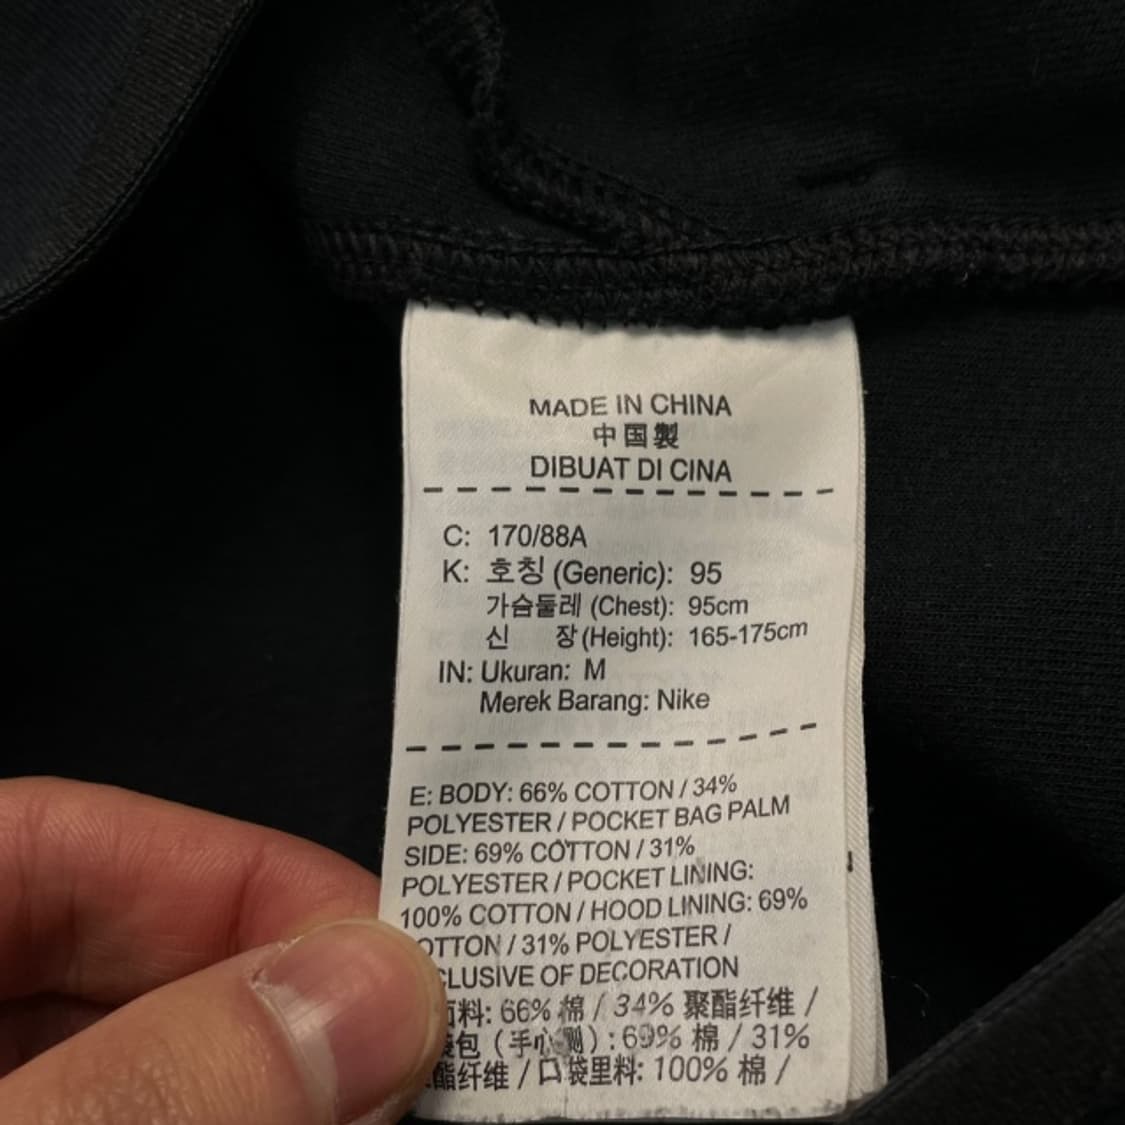 MADE IN CHINA
中国製
DIBUAT DI CINA
C: 170/88A
K: 호칭 (Generic): 95
가슴둘레 (Chest): 95cm
신 장 (Height): 165-175cm
IN: Ukuran: M
Merek Barang: Nike
E: BODY: 66% COTTON / 34%
POLYESTER / POCKET BAG PALM
SIDE: 69% COTTON / 31%
POLYESTER / POCKET LINING:
100% COTTON / HOOD LINING: 69%
OTTON / 31% POLYESTER /
CLUSIVE OF DECORATION
面料: 66% 棉 / 34% 聚酯纤维 /
袋包 (手心侧) : 69% 棉 / 31%
酯纤维 / 口袋里料: 100% 棉 /